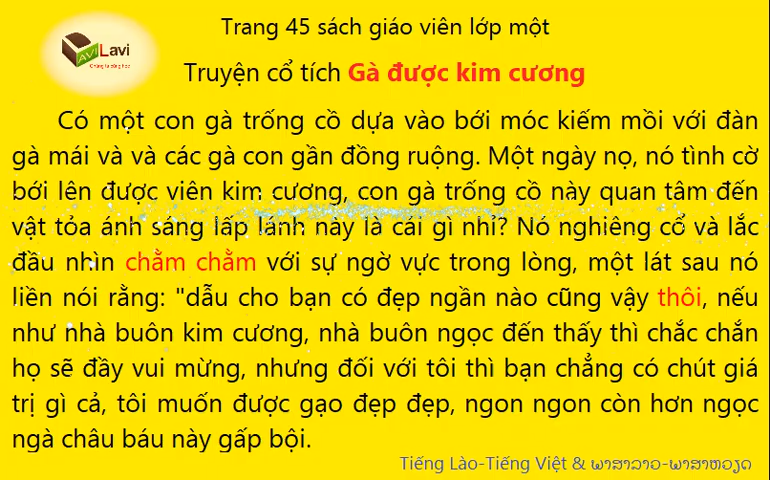 Trang 45 sách giáo viên lớp một
AVI Lavi
Chúng ta cùng học
Truyện cổ tích Gà được kim cương
Có một con gà trống cồ dựa vào bới móc kiếm mồi với đàn
gà mái và và các gà con gần đồng ruộng. Một ngày nọ, nó tình cờ
bới lên được viên kim cương, con gà trống cồ này quan tâm đến
vật tỏa ánh sáng lấp lánh này là cái gì nhỉ? Nó nghiêng cổ và lắc
đầu nhìn chằm chằm với sự ngờ vực trong lòng, một lát sau nó
liền nói rằng: "dẫu cho bạn có đẹp ngần nào cũng vậy thôi, nếu
như nhà buôn kim cương, nhà buôn ngọc đến thấy thì chắc chắn
họ sẽ đầy vui mừng, nhưng đối với tôi thì bạn chẳng có chút giá
trị gì cả, tôi muốn được gạo đẹp đẹp, ngon ngon còn hơn ngọc
ngà châu báu này gấp bội.
Tiếng Lào-Tiếng Việt & ພາສາລາວ-ພາສາຫວຽດ